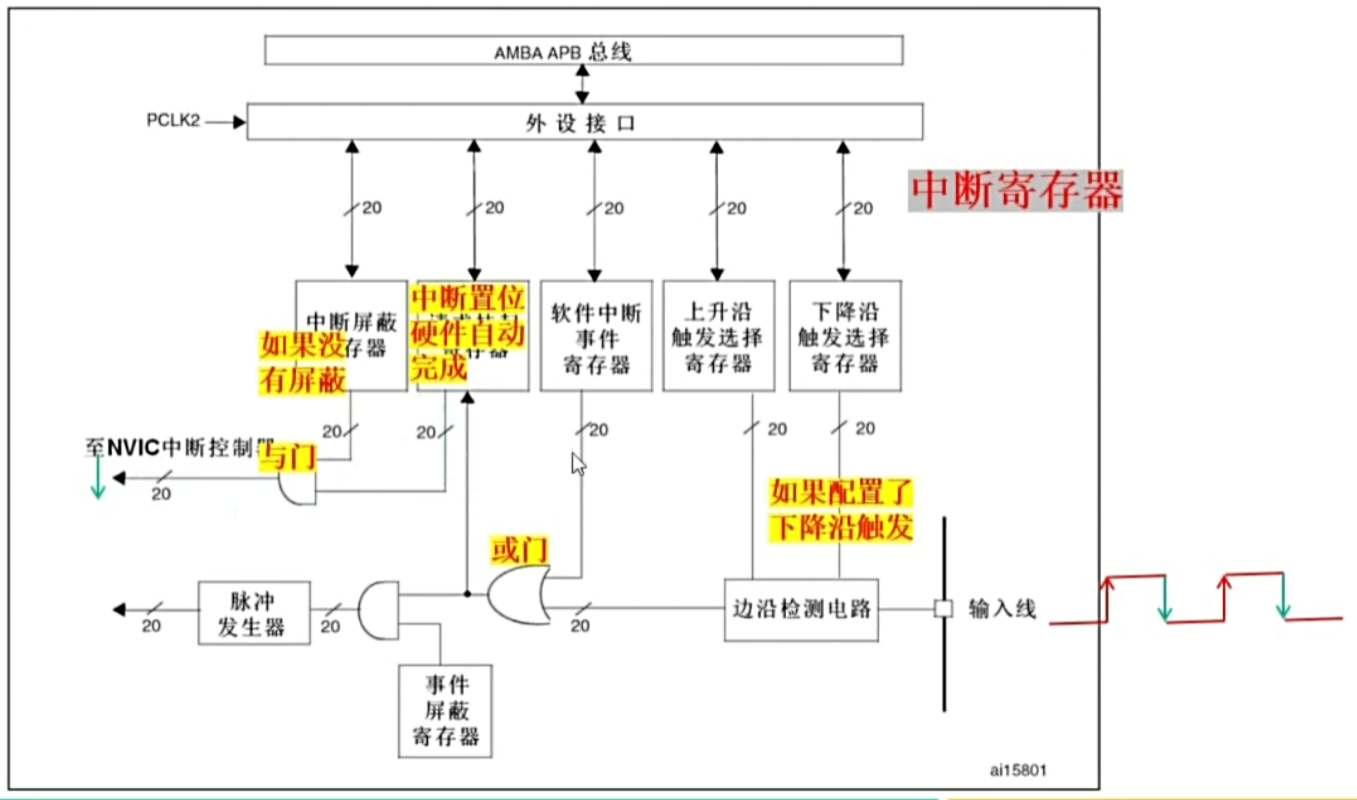 AMBA APB 总线
PCLK2
外设接口
20
20
20
20
20
中断寄存器
中断屏蔽
存器
如果没
有屏蔽
中断置位
硬件自动
完成
软件中断
事件
寄存器
上升沿
触发选择
寄存器
下降沿
触发选择
寄存器
20
20
20
20
20
至NVIC中断控制
与门
20
如果配置了
下降沿触发
或门
脉冲
发生器
20
20
20
边沿检测电路
输入线
事件
屏蔽
寄存器
ai15801